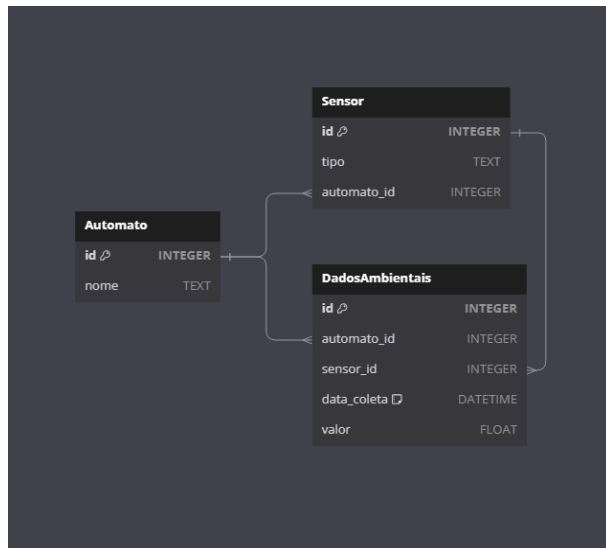 Sensor
id INTEGER
tipo TEXT
automato_id INTEGER
Automato
id INTEGER
nome TEXT
DadosAmbientais
id INTEGER
automato_id INTEGER
sensor_id INTEGER
data_coleta DATETIME
valor FLOAT